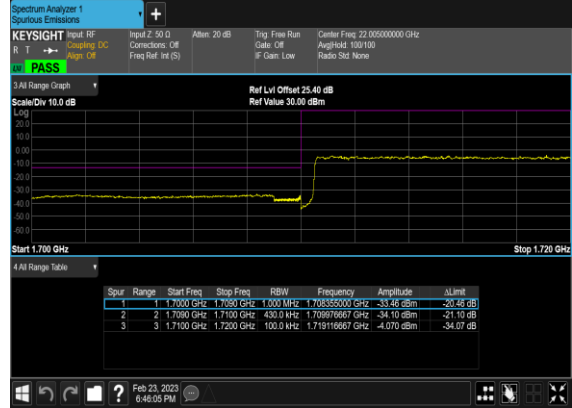 Spectrum Analyzer 1
Spurious Emissions
+
KEYSIGHT Input: RF Input Z: 50 Ω Atten: 20 dB Trig: Free Run Center Freq: 22.005000000 GHz
R T Coupling: DC Corrections: Off Gate: Off Avg|Hold: 100/100
Align: Off Freq Ref: Int (S) IF Gain: Low Radio Std: None
LW PASS
3 All Range Graph
Ref Lvl Offset 25.40 dB
Scale/Div 10.0 dB Ref Value 30.00 dBm
Log
20.0
10.0
0.00
-10.0
-20.0
-30.0
-40.0
-50.0
-60.0
Start 1.700 GHz Stop 1.720 GHz
4 All Range Table
Spur Range Start Freq Stop Freq RBW Frequency Amplitude ΔLimit
1 1 1.7000 GHz 1.7090 GHz 1.000 MHz 1.708355000 GHz -33.46 dBm -20.46 dB
2 2 1.7090 GHz 1.7100 GHz 430.0 kHz 1.709976667 GHz -34.10 dBm -21.10 dB
3 3 1.7100 GHz 1.7200 GHz 100.0 kHz 1.719116667 GHz -4.070 dBm -34.07 dB
? Feb 23, 2023
6:46:05 PM